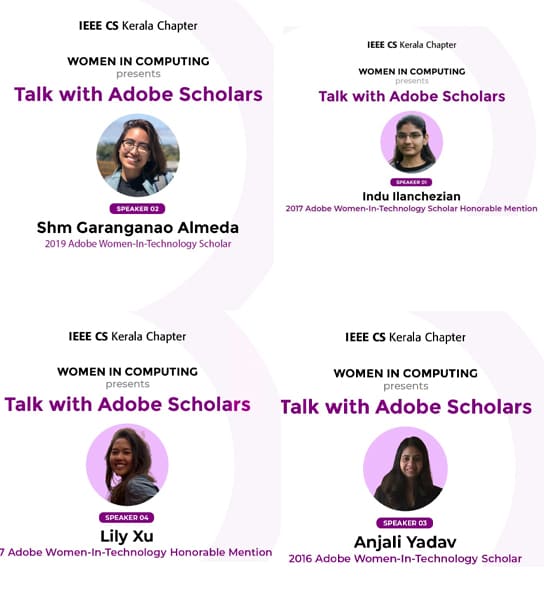 IEEE CS Kerala Chapter
WOMEN IN COMPUTING
presents
Talk with Adobe Scholars
SPEAKER 02
Shm Garanganao Almeda
2019 Adobe Women-In-Technology Scholar
IEEE CS Kerala Chapter
WOMEN IN COMPUTING
presents
Talk with Adobe Scholars
SPEAKER 01
Indu Ilanchezian
2017 Adobe Women-In-Technology Scholar Honorable Mention
IEEE CS Kerala Chapter
WOMEN IN COMPUTING
presents
Talk with Adobe Scholars
SPEAKER 04
Lily Xu
7 Adobe Women-In-Technology Honorable Mention
IEEE CS Kerala Chapter
WOMEN IN COMPUTING
presents
Talk with Adobe Scholars
SPEAKER 03
Anjali Yadav
2016 Adobe Women-In-Technology Scholar